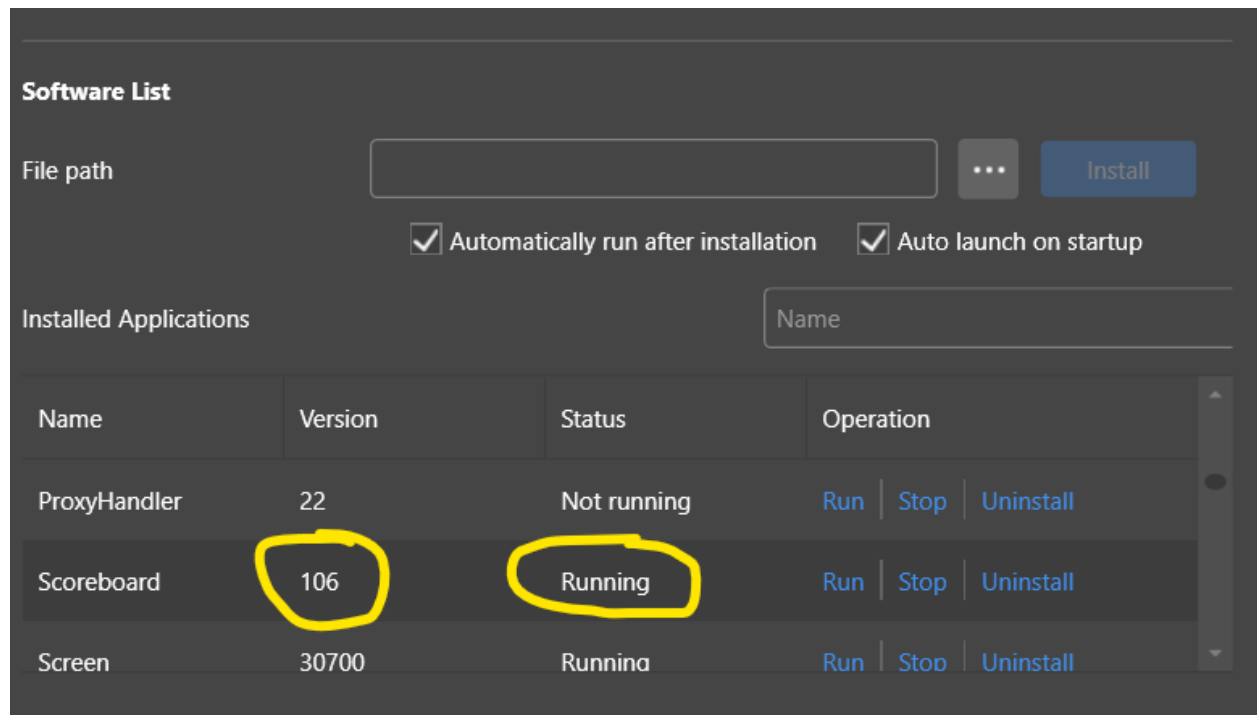 Software List
File path ... Install
Automatically run after installation Auto launch on startup
Installed Applications Name
Name Version Status Operation
ProxyHandler 22 Not running Run Stop Uninstall
Scoreboard 106 Running Run Stop Uninstall
Screen 30700 Running Run Stop Uninstall